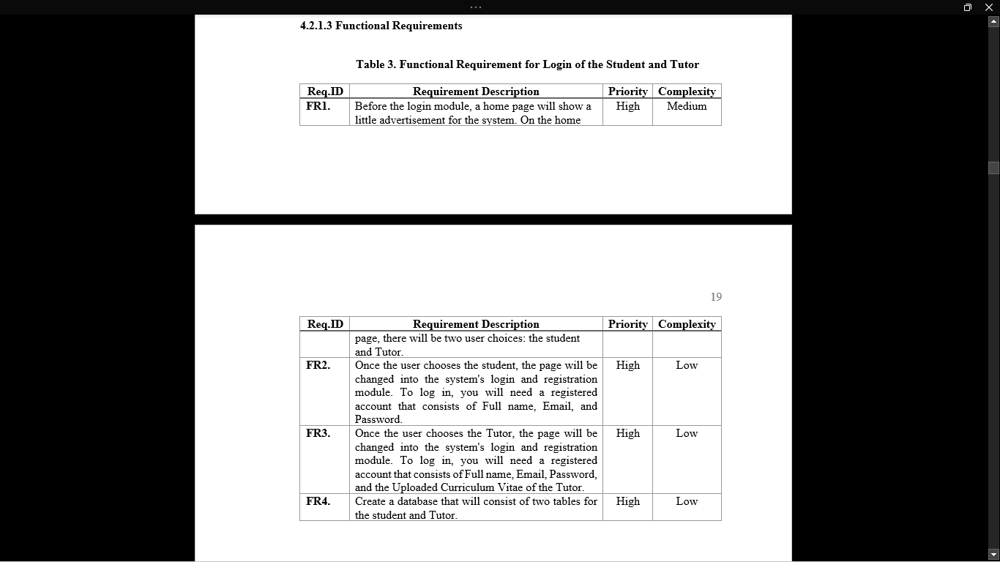 4.2.1.3 Functional Requirements
Table 3. Functional Requirement for Login of the Student and Tutor
Req.ID Requirement Description Priority Complexity
FR1. Before the login module, a home page will show a High Medium
little advertisement for the system. On the home
19
Req.ID Requirement Description Priority Complexity
page, there will be two user choices: the student
and Tutor.
FR2. Once the user chooses the student, the page will be High Low
changed into the system's login and registration
module. To log in, you will need a registered
account that consists of Full name, Email, and
Password.
FR3. Once the user chooses the Tutor, the page will be High Low
changed into the system's login and registration
module. To log in, you will need a registered
account that consists of Full name, Email, Password,
and the Uploaded Curriculum Vitae of the Tutor.
FR4. Create a database that will consist of two tables for High Low
the student and Tutor.